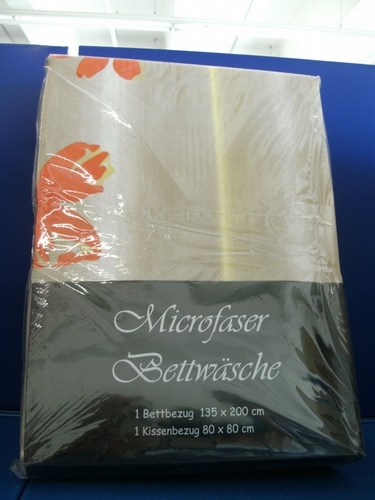 Microfaser
Bettwäsche
1 Bettbezug 135 x 200 cm
1 Kissenbezug 80 x 80 cm